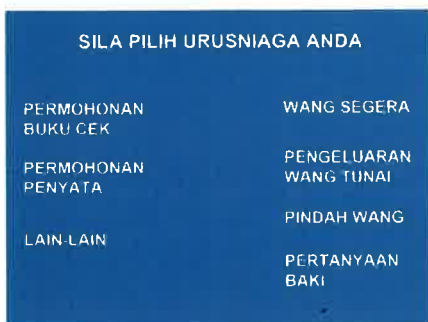 SILA PILIH URUSNIAGA ANDA
PERMOHONAN
BUKU CEK
PERMOHONAN
PENYATA
LAIN-LAIN
WANG SEGERA
PENGELUARAN
WANG TUNAI
PINDAH WANG
PERTANYAAN
BAKI